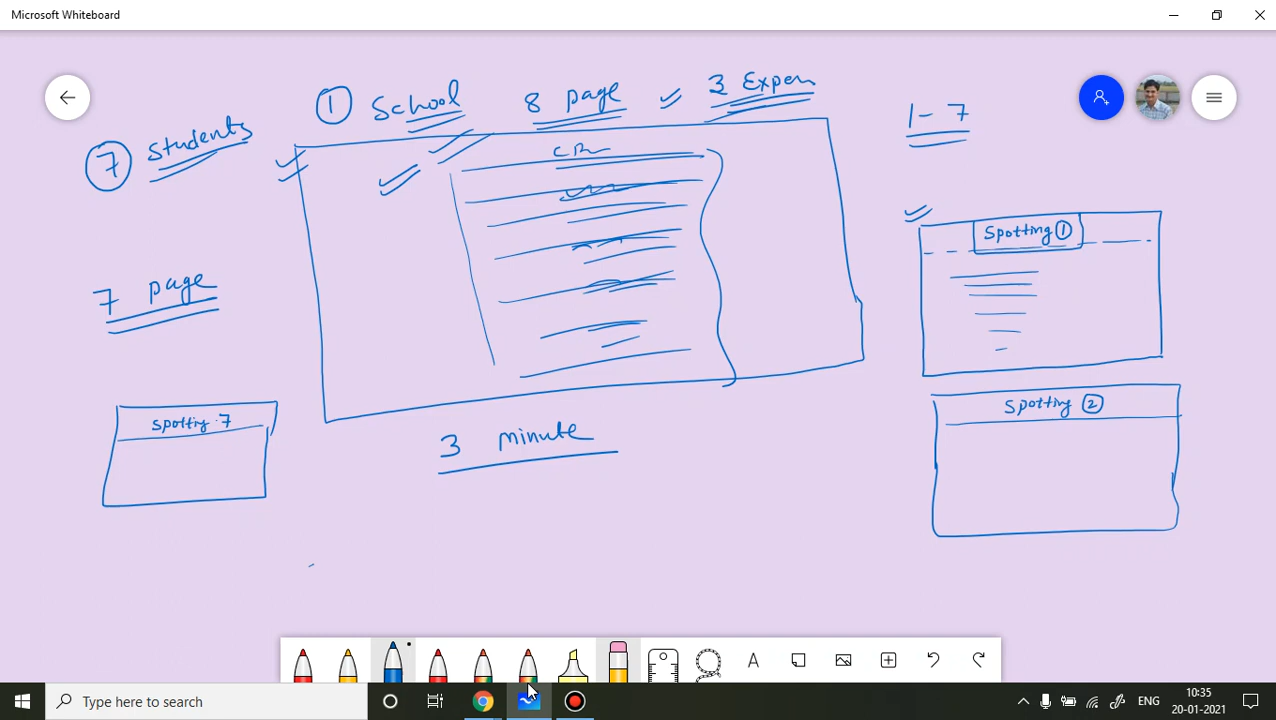 Microsoft Whiteboard
① School 8 page 3 Exper
⑦ students
1 - 7
Spotting ①
7 page
Spotting ②
Spotting 7
3 minute
Type here to search
ENG
10:35
20-01-2021